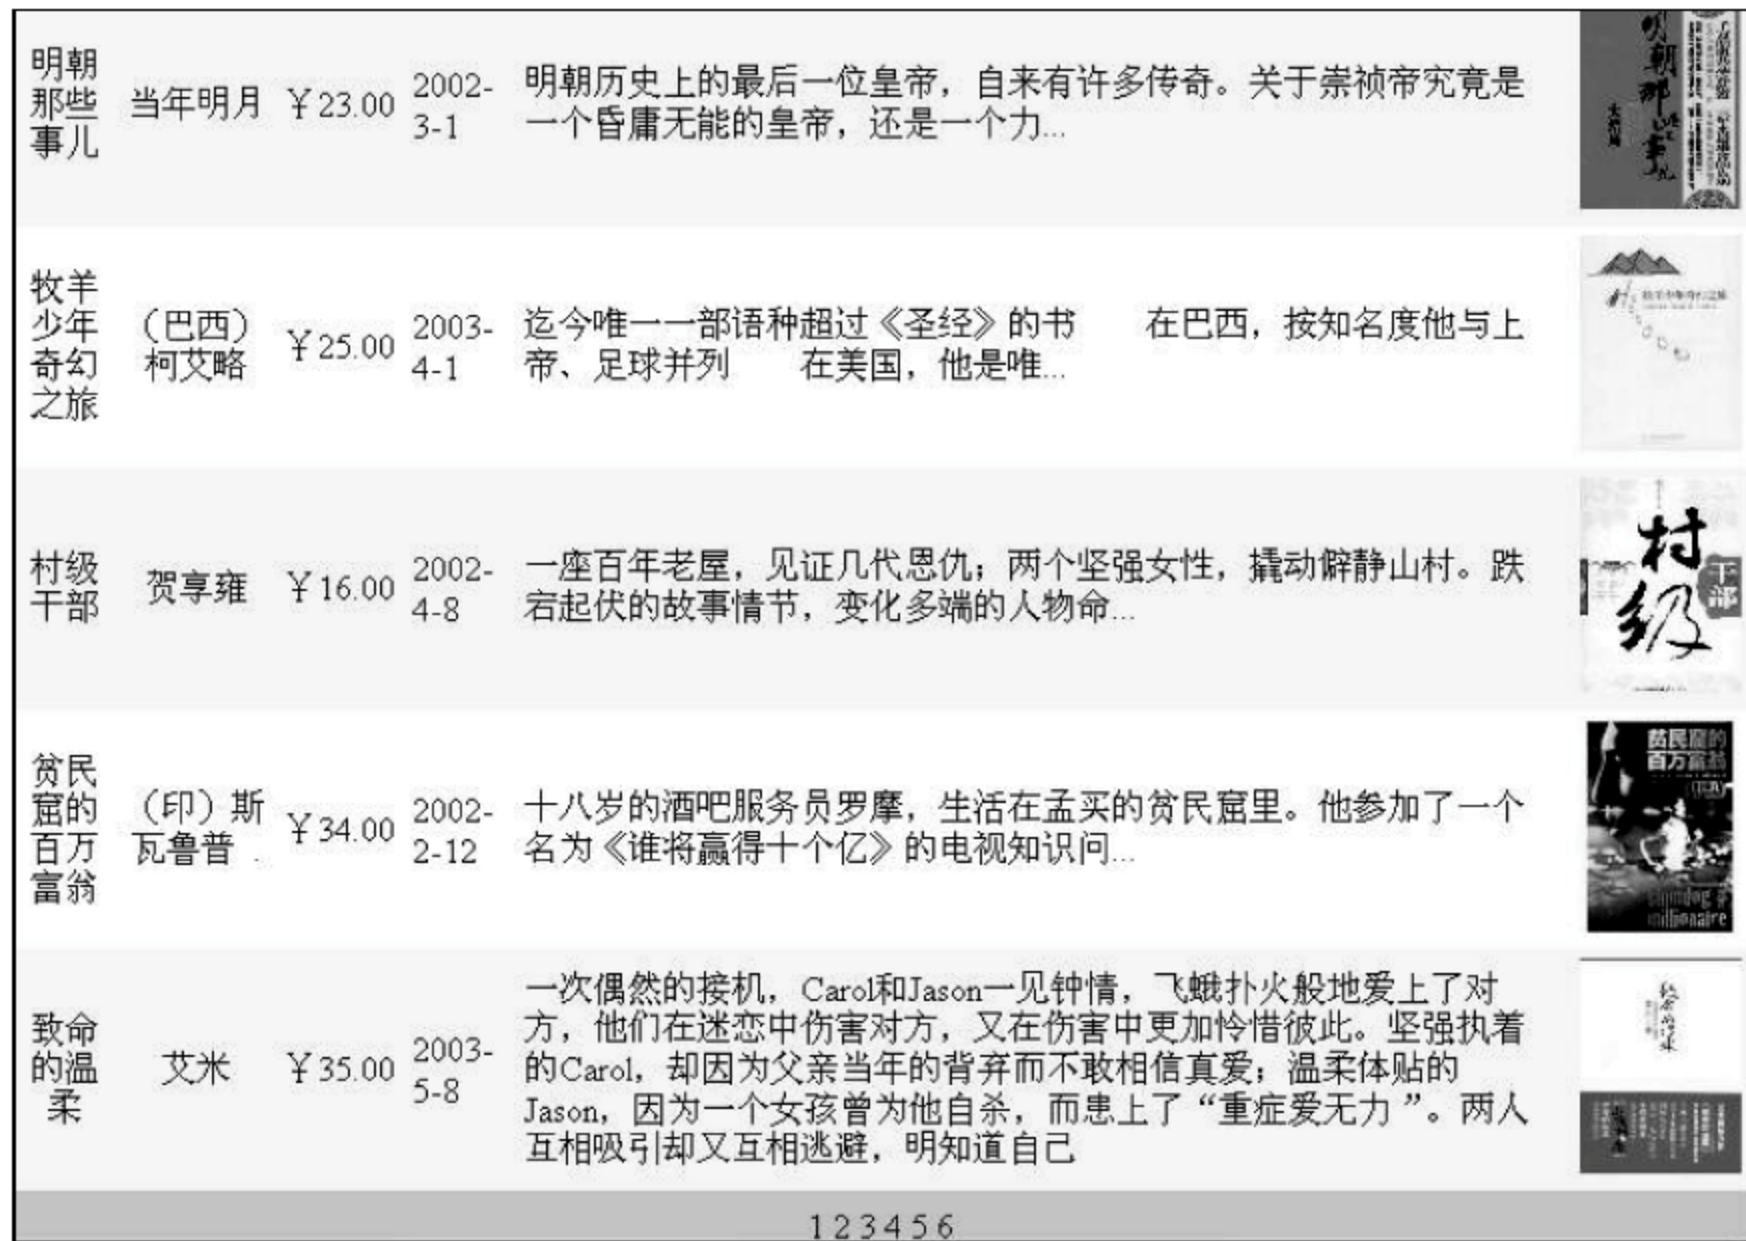 明朝
那些
事儿
当年明月
￥23.00
2002-
3-1
明朝历史上的最后一位皇帝，自来有许多传奇。关于崇祯帝究竟是
一个昏庸无能的皇帝，还是一个力...
明朝那些事儿
大结局
牧羊
少年
奇幻
之旅
（巴西）
柯艾略
￥25.00
2003-
4-1
迄今唯一一部语种超过《圣经》的书　　在巴西，按知名度他与上
帝、足球并列　　在美国，他是唯...
村级
干部
贺享雍
￥16.00
2002-
4-8
一座百年老屋，见证几代恩仇；两个坚强女性，撬动僻静山村。跌
宕起伏的故事情节，变化多端的人物命...
村级
干部
贫民
窟的
百万
富翁
（印）斯
瓦鲁普
￥34.00
2002-
2-12
十八岁的酒吧服务员罗摩，生活在孟买的贫民窟里。他参加了一个
名为《谁将赢得十个亿》的电视知识问...
贫民窟的
百万富翁
millionaire
致命
的温
柔
艾米
￥35.00
2003-
5-8
一次偶然的接机，Carol和Jason一见钟情，飞蛾扑火般地爱上了对
方，他们在迷恋中伤害对方，又在伤害中更加怜惜彼此。坚强执着
的Carol，却因为父亲当年的背弃而不敢相信真爱；温柔体贴的
Jason，因为一个女孩曾为他自杀，而患上了“重症爱无力 ”。两人
互相吸引却又互相逃避，明知道自己
致命的温柔
1 2 3 4 5 6